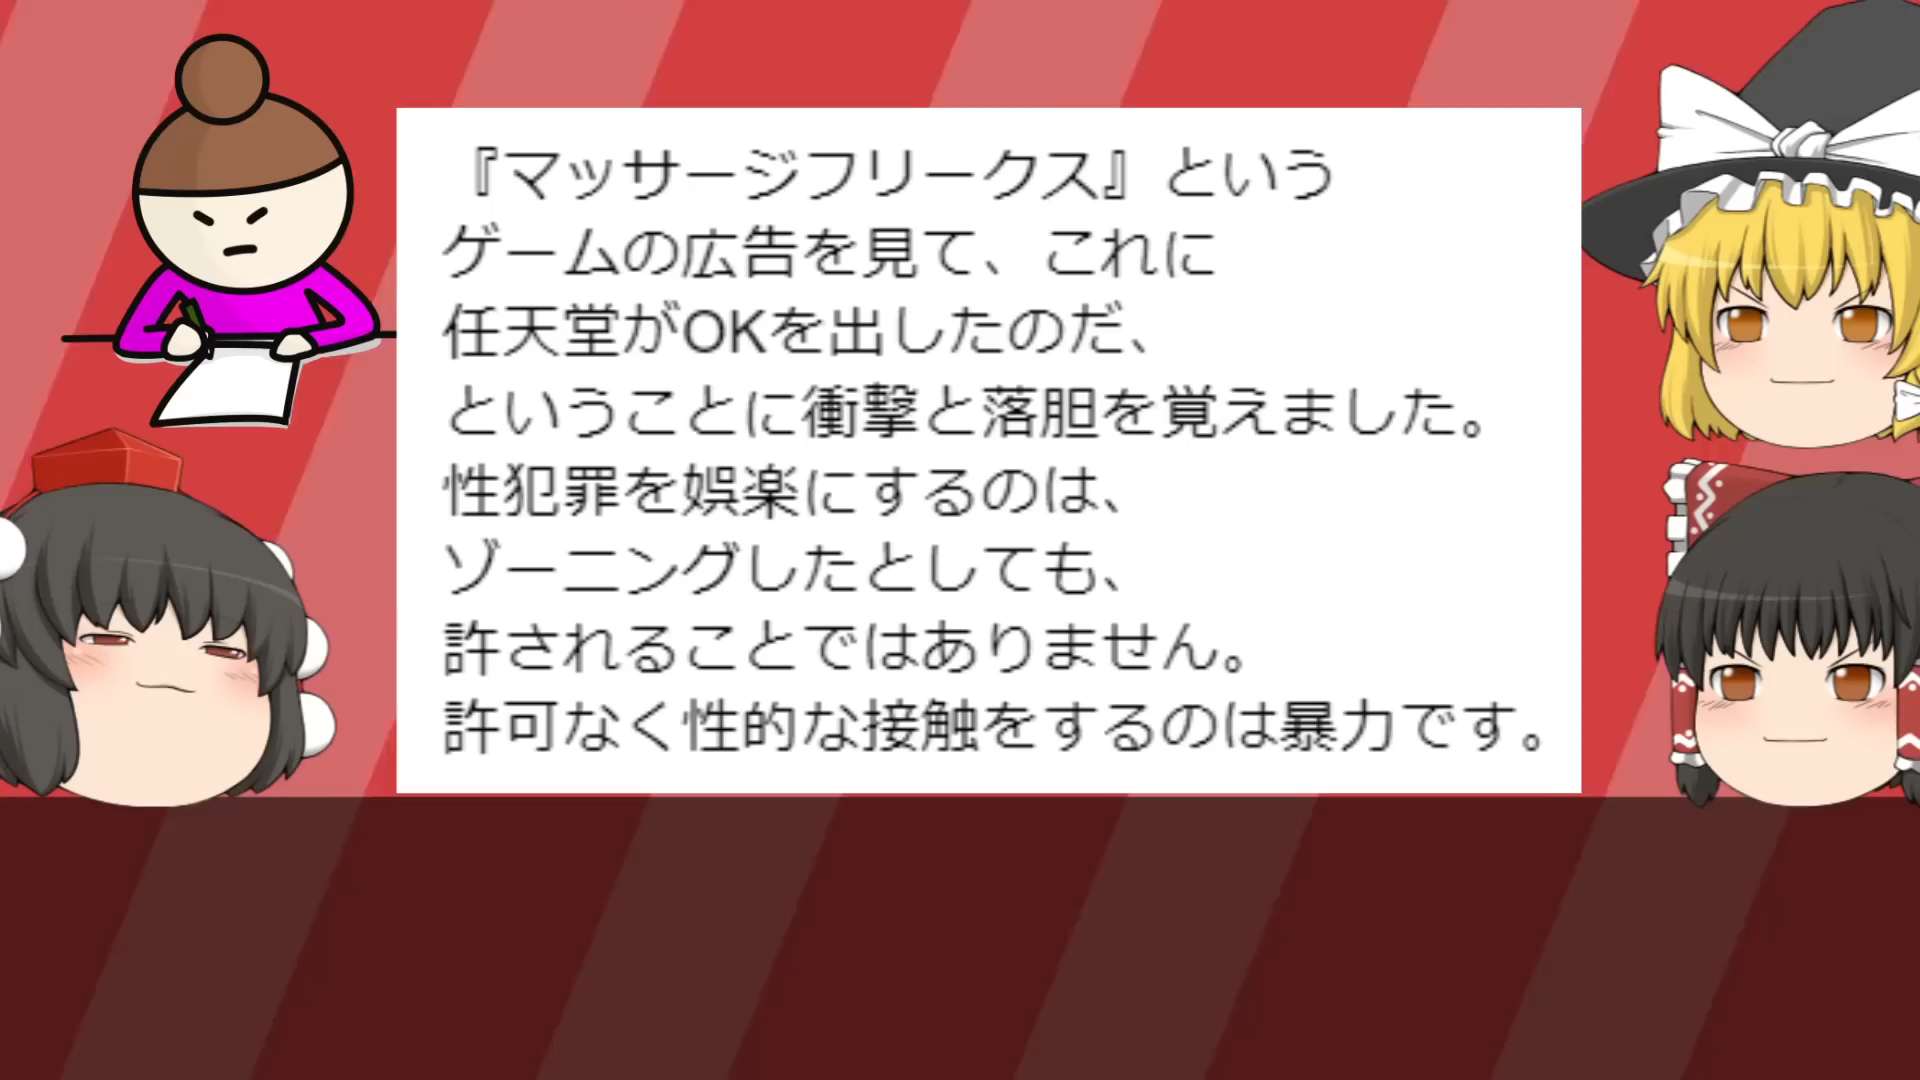 『マッサージフリークス』という
ゲームの広告を見て、これに
任天堂がOKを出したのだ、
ということに衝撃と落胆を覚えました。
性犯罪を娯楽にするのは、
ゾーニングしたとしても、
許されることではありません。
許可なく性的な接触をするのは暴力です。